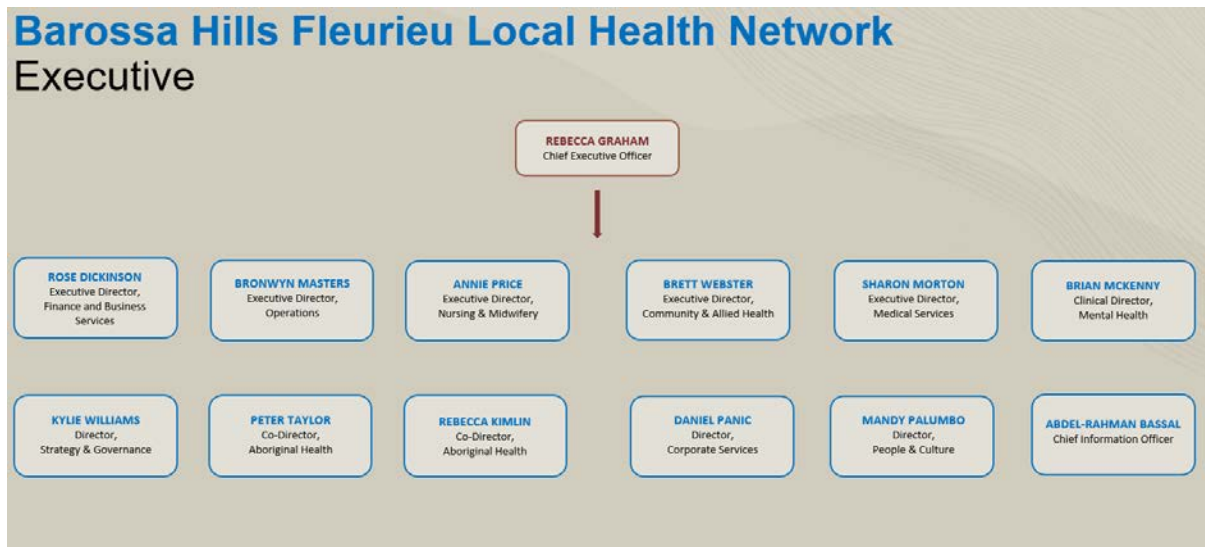 Barossa Hills Fleurieu Local Health Network
Executive
REBECCA GRAHAM
Chief Executive Officer
ROSE DICKINSON
Executive Director,
Finance and Business
Services
BRONWYN MASTERS
Executive Director,
Operations
ANNIE PRICE
Executive Director,
Nursing & Midwifery
BRETT WEBSTER
Executive Director,
Community & Allied Health
SHARON MORTON
Executive Director,
Medical Services
BRIAN MCKENNY
Clinical Director,
Mental Health
KYLIE WILLIAMS
Director,
Strategy & Governance
PETER TAYLOR
Co-Director,
Aboriginal Health
REBECCA KIMLIN
Co-Director,
Aboriginal Health
DANIEL PANIC
Director,
Corporate Services
MANDY PALUMBO
Director,
People & Culture
ABDEL-RAHMAN BASSAL
Chief Information Officer